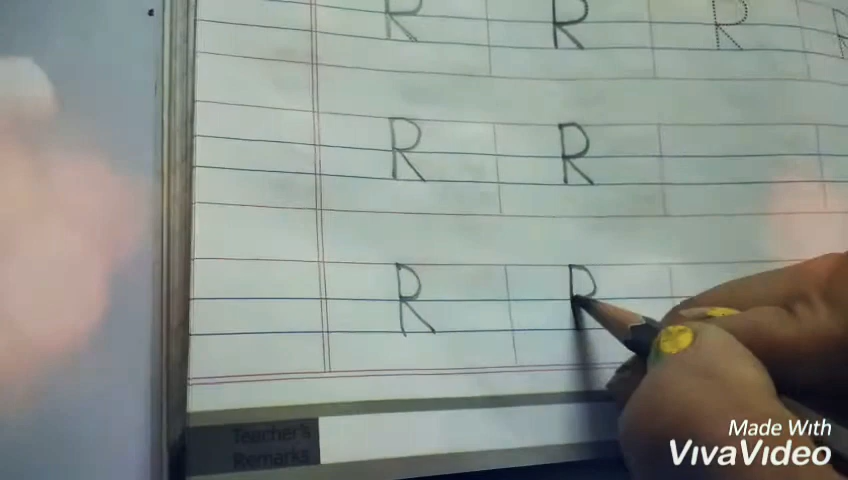 R R R R
R R
R R
Teacher's
Remarks
Made With
VivaVideo